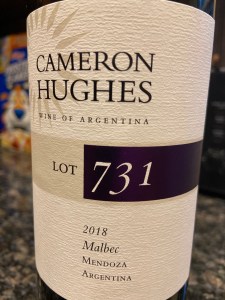 CAMERON
HUGHES
WINE OF ARGENTINA
LOT 731
2018
Malbec
MENDOZA
ARGENTINA